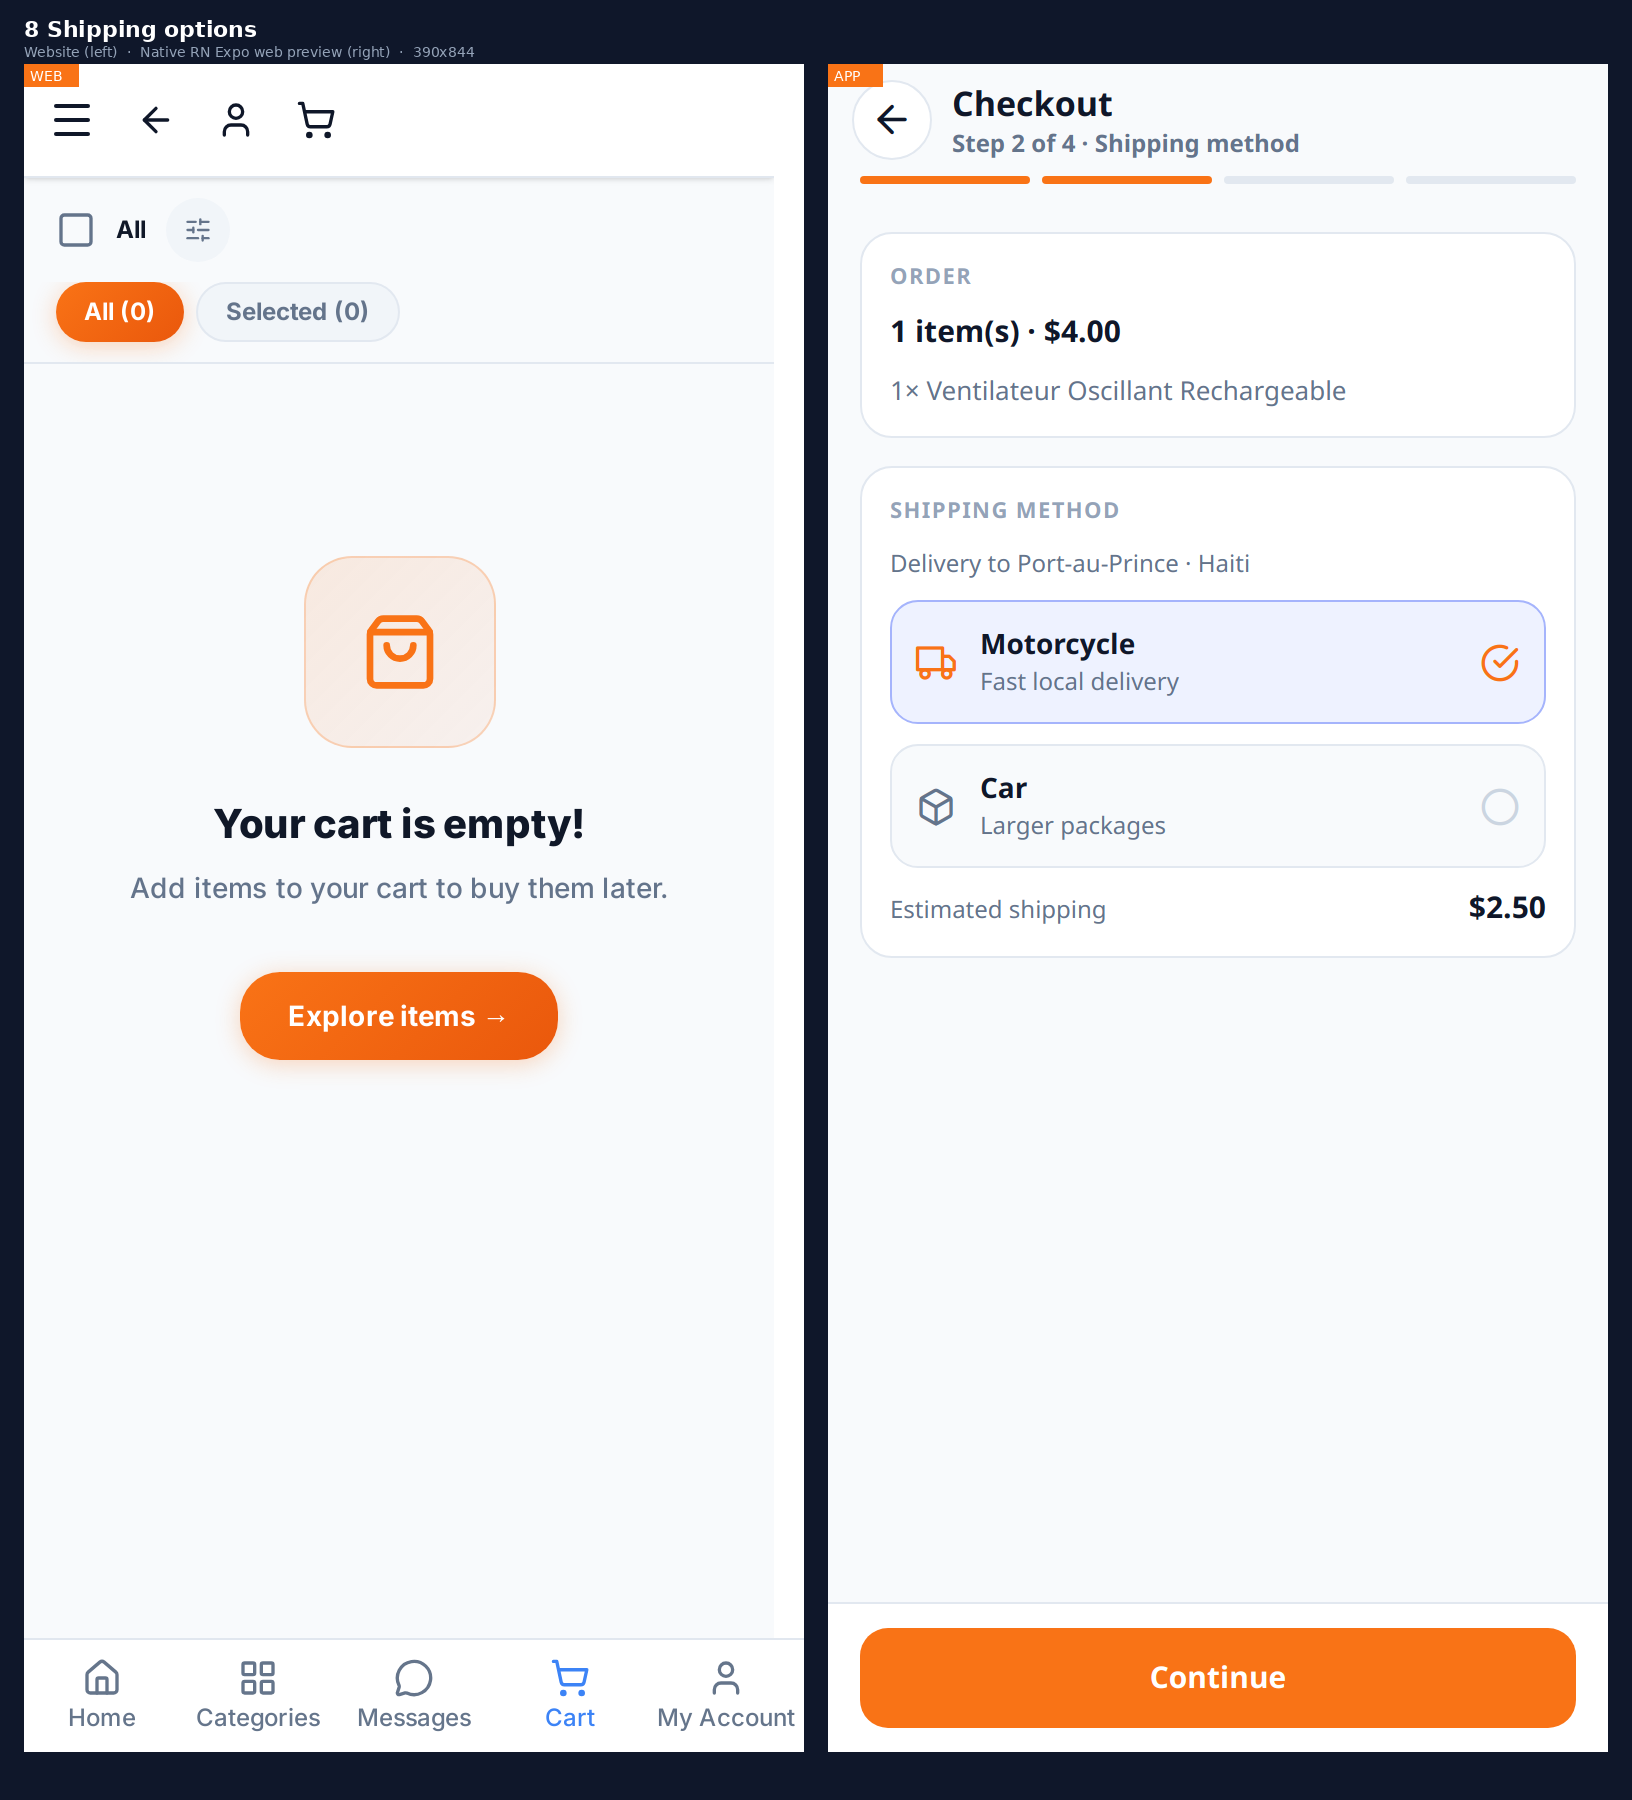 8 Shipping options
Website (left) · Native RN Expo web preview (right) · 390x844
WEB
All
All (0)
Selected (0)
Your cart is empty!
Add items to your cart to buy them later.
Explore items →
Home
Categories
Messages
Cart
My Account
APP
Checkout
Step 2 of 4 · Shipping method
ORDER
1 item(s) · $4.00
1× Ventilateur Oscillant Rechargeable
SHIPPING METHOD
Delivery to Port-au-Prince · Haiti
Motorcycle
Fast local delivery
Car
Larger packages
Estimated shipping
$2.50
Continue